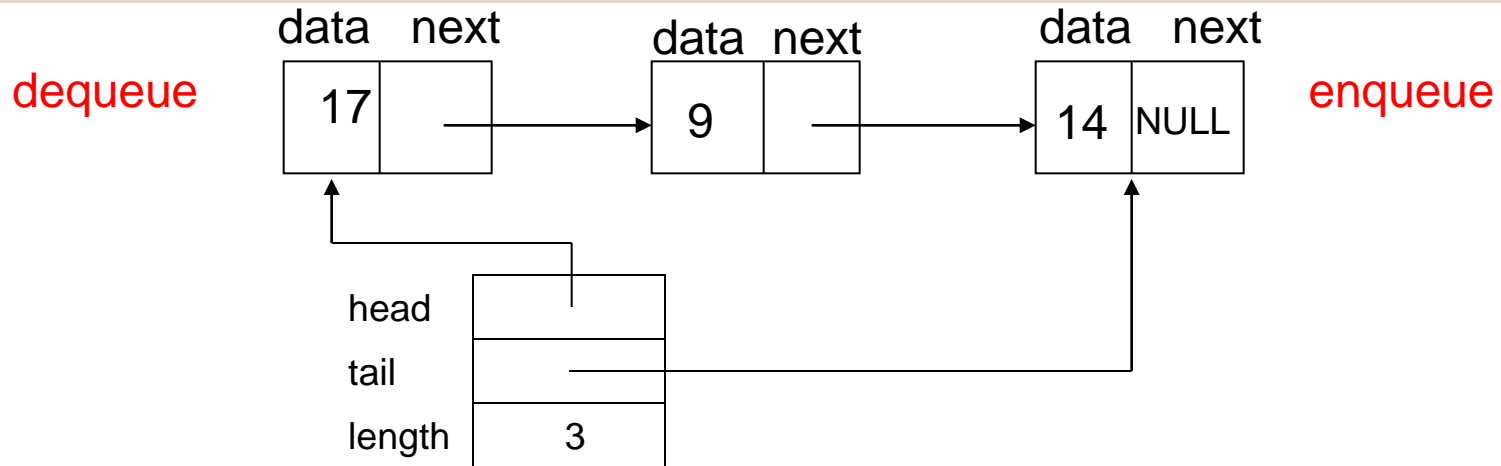 data next data next data next
dequeue 17 9 14 NULL enqueue
head
tail
length 3